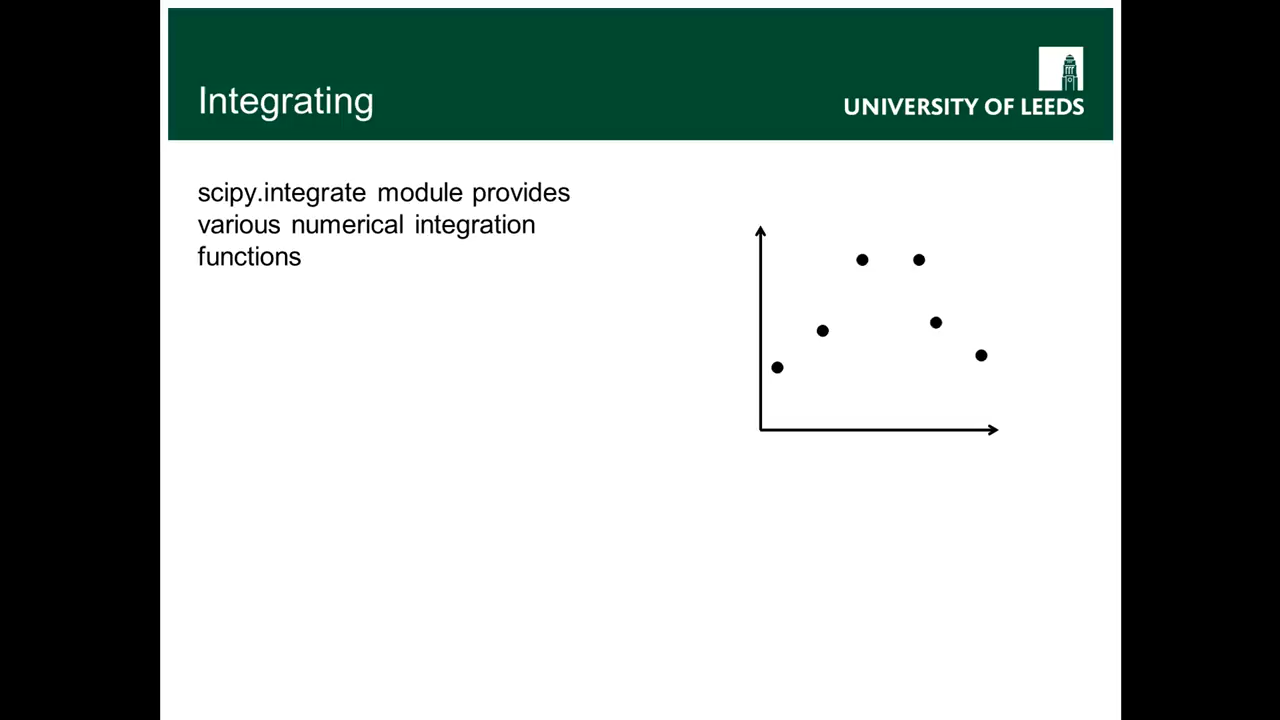 Integrating
UNIVERSITY OF LEEDS
scipy.integrate module provides
various numerical integration
functions